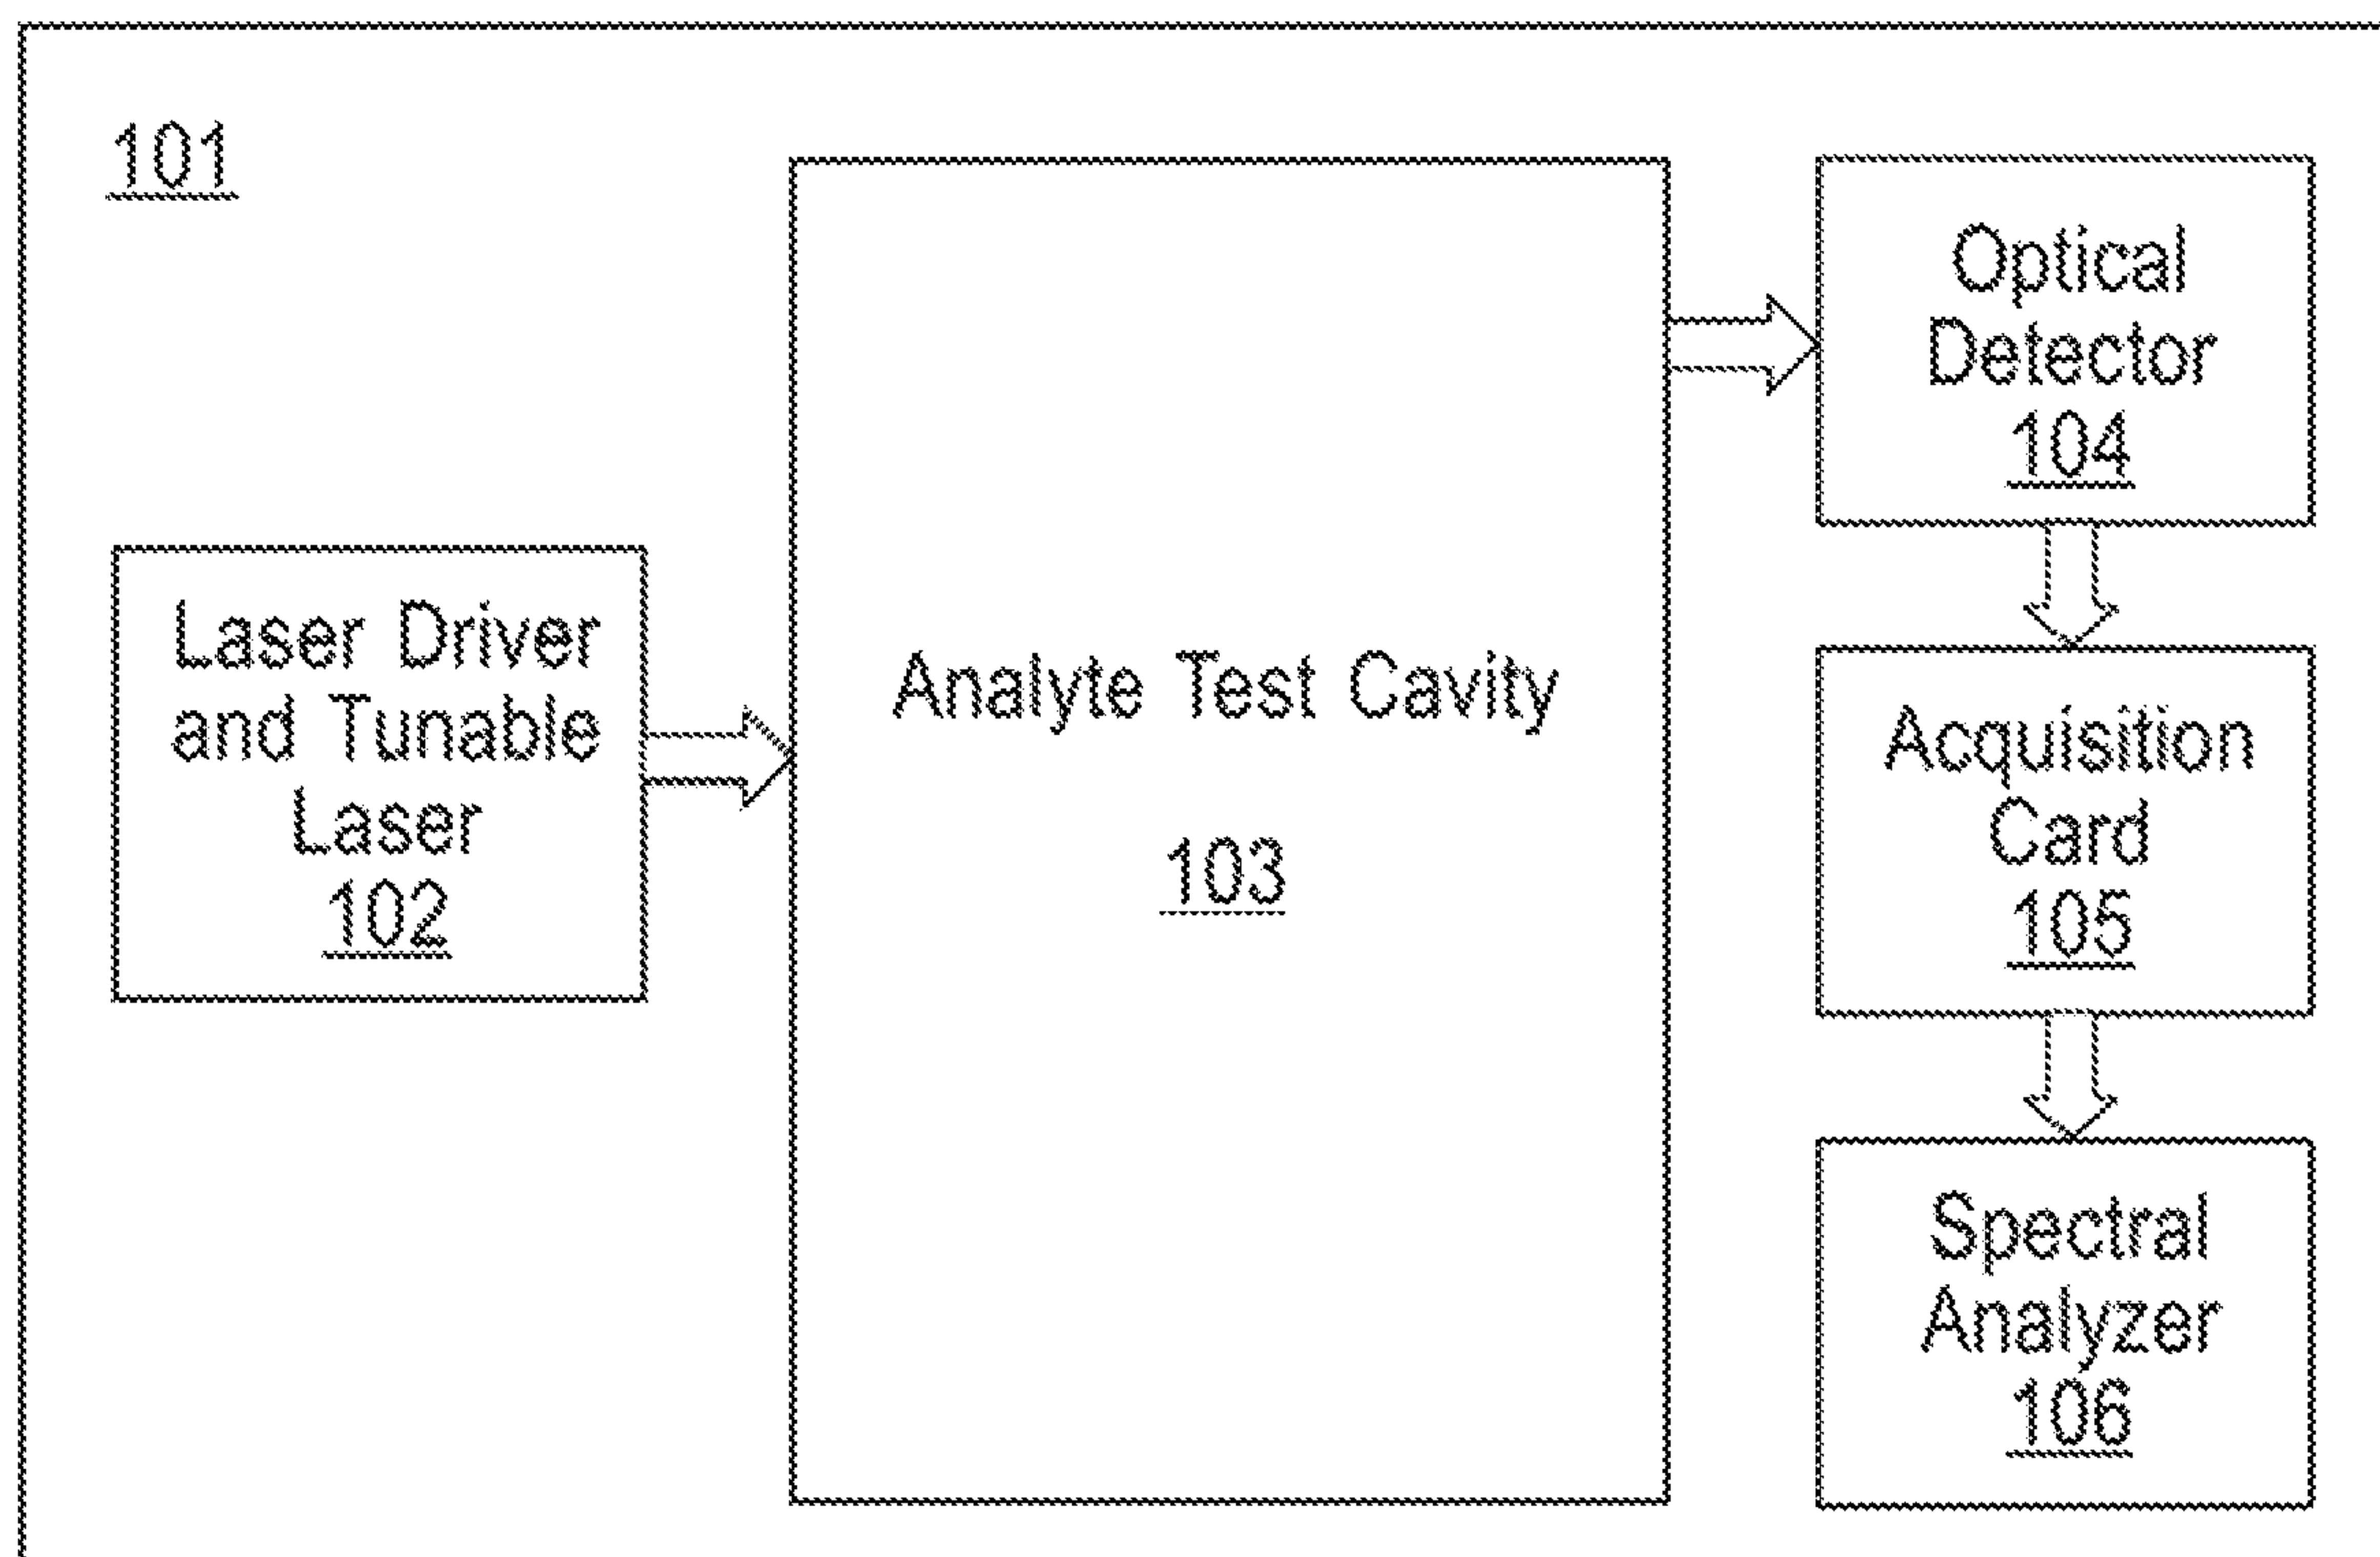 101
Laser Driver
and Tunable
Laser
102
Analyte Test Cavity
103
Optical
Detector
104
Acquisition
Card
105
Spectral
Analyzer
106